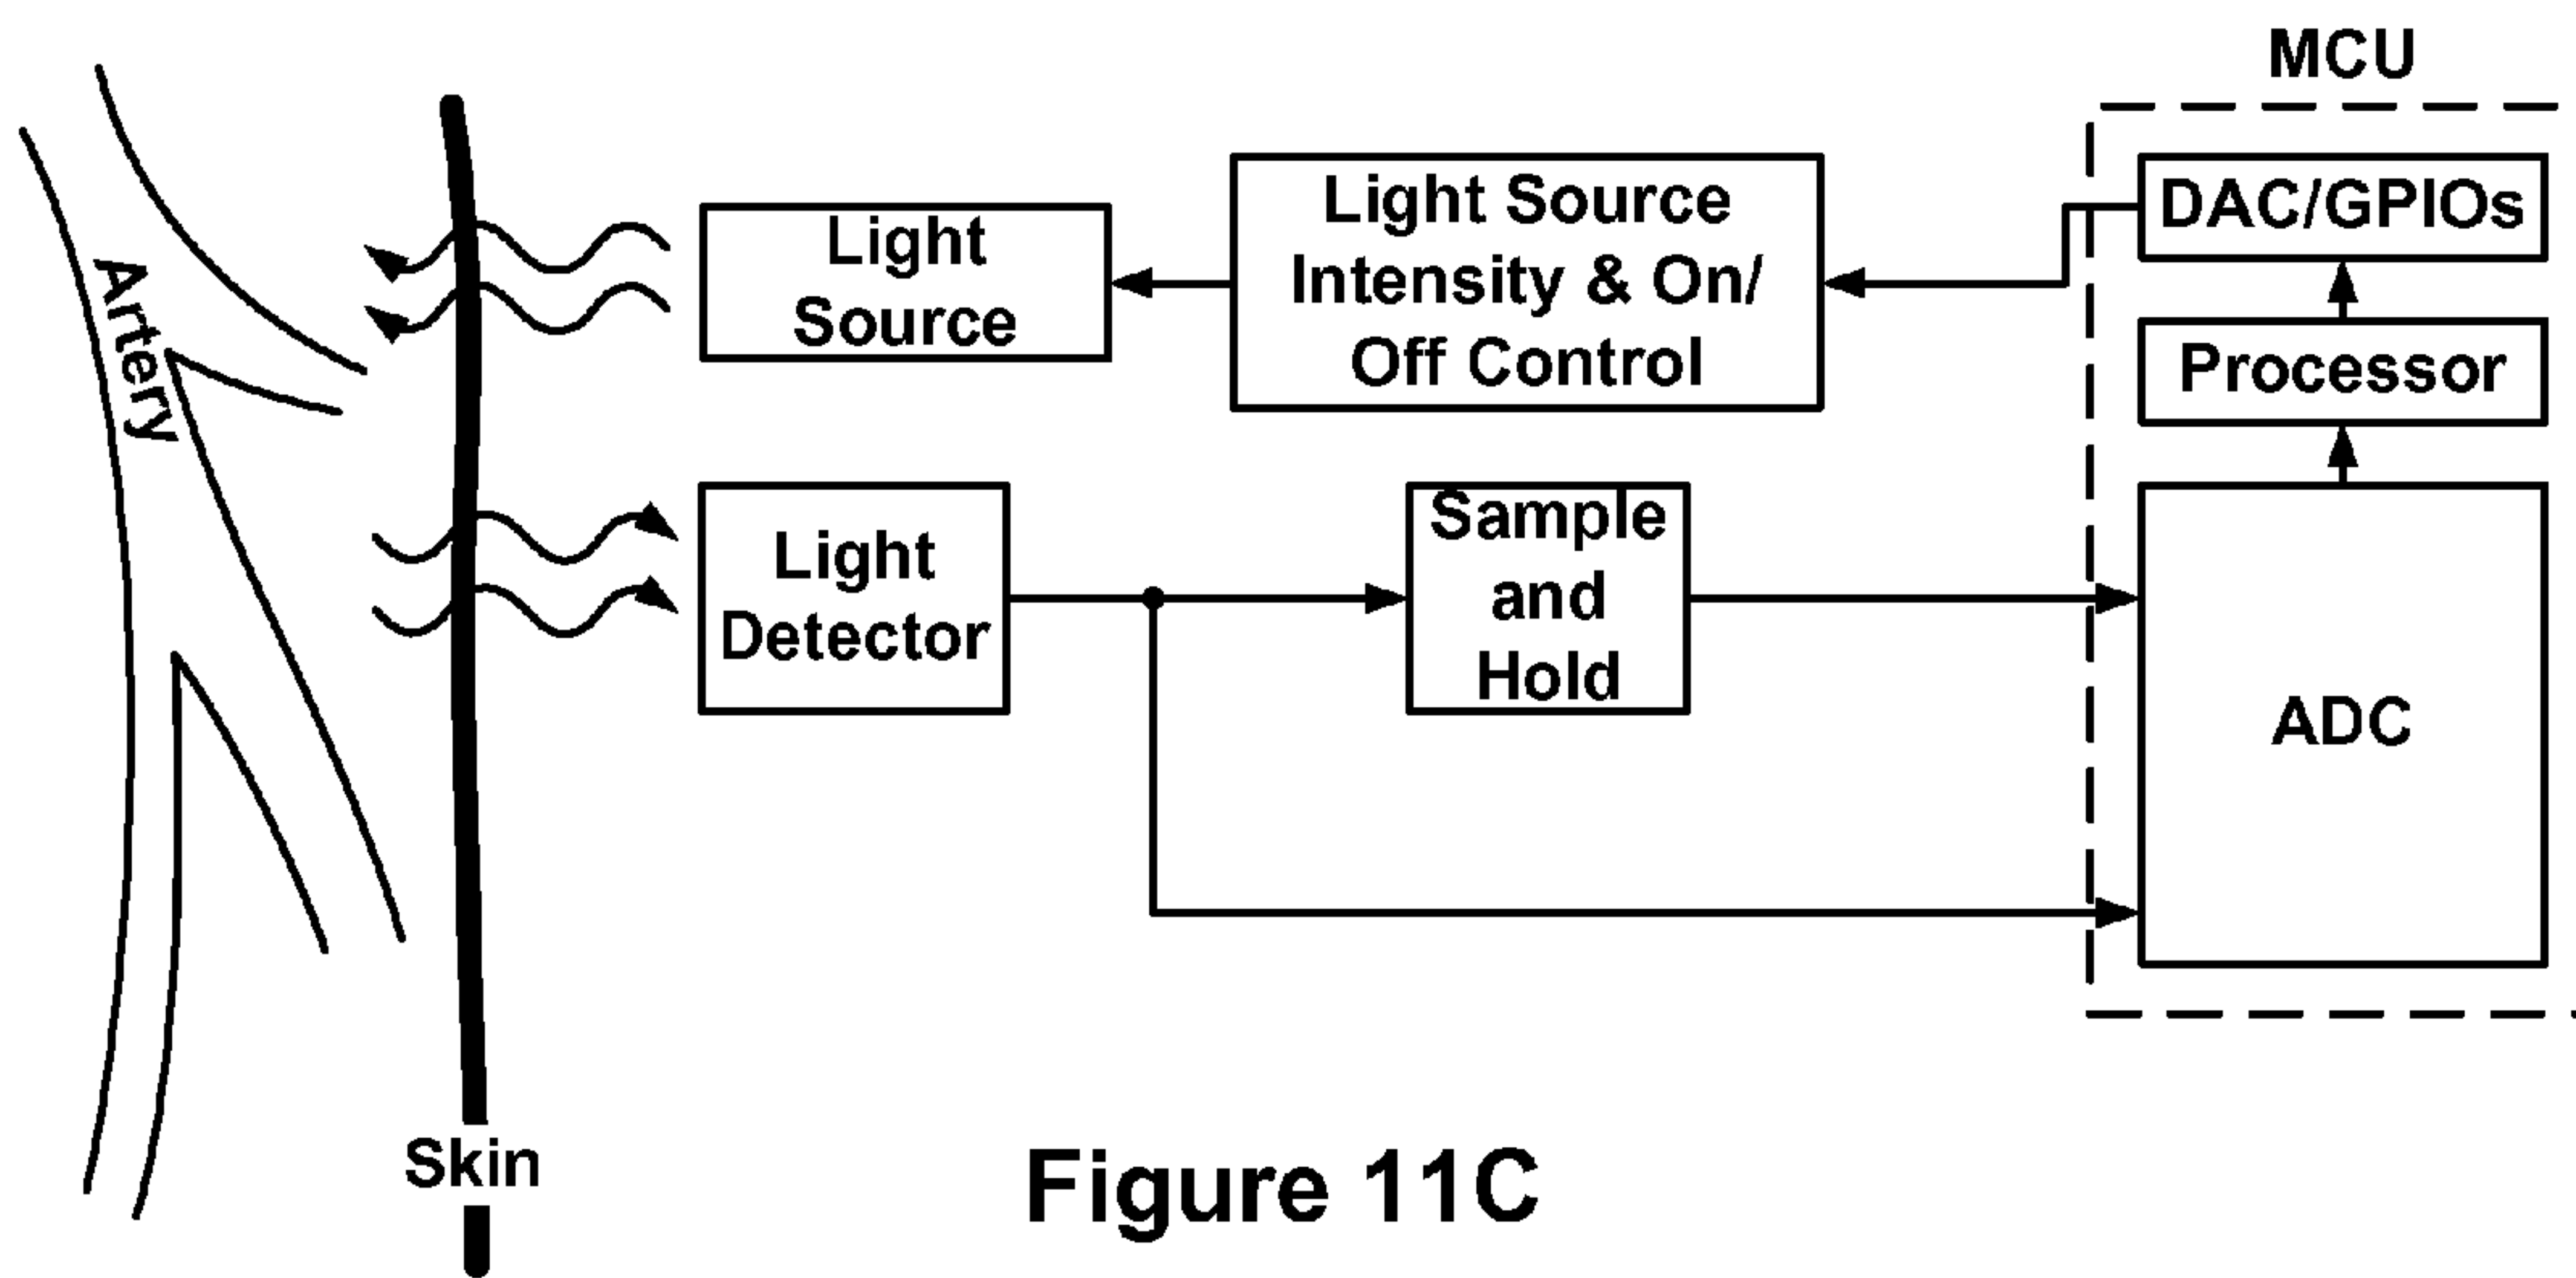 MCU
Light
Source
Light Source
Intensity & On/
Off Control
DAC/GPIOs
Processor
Artery
Light
Detector
Sample
and
Hold
ADC
Skin
Figure 11C